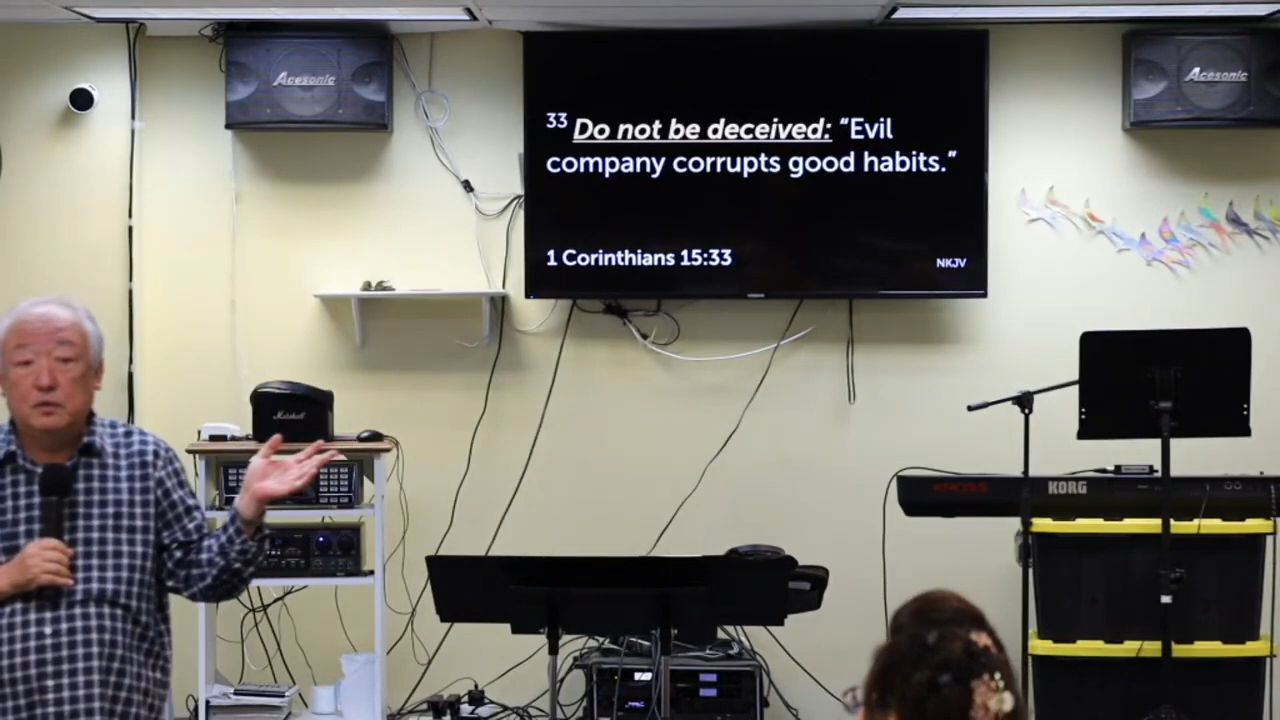 Acesonic
Acesonic
33 Do not be deceived: “Evil
company corrupts good habits.”
1 Corinthians 15:33
NKJV
Marshall
KROSS
KORG